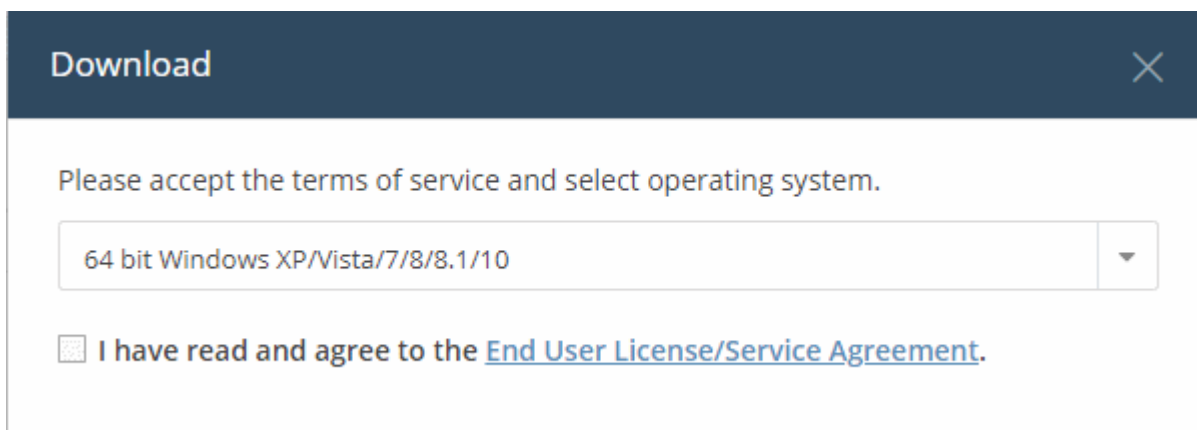 Download
Please accept the terms of service and select operating system.
64 bit Windows XP/Vista/7/8/8.1/10
I have read and agree to the End User License/Service Agreement.